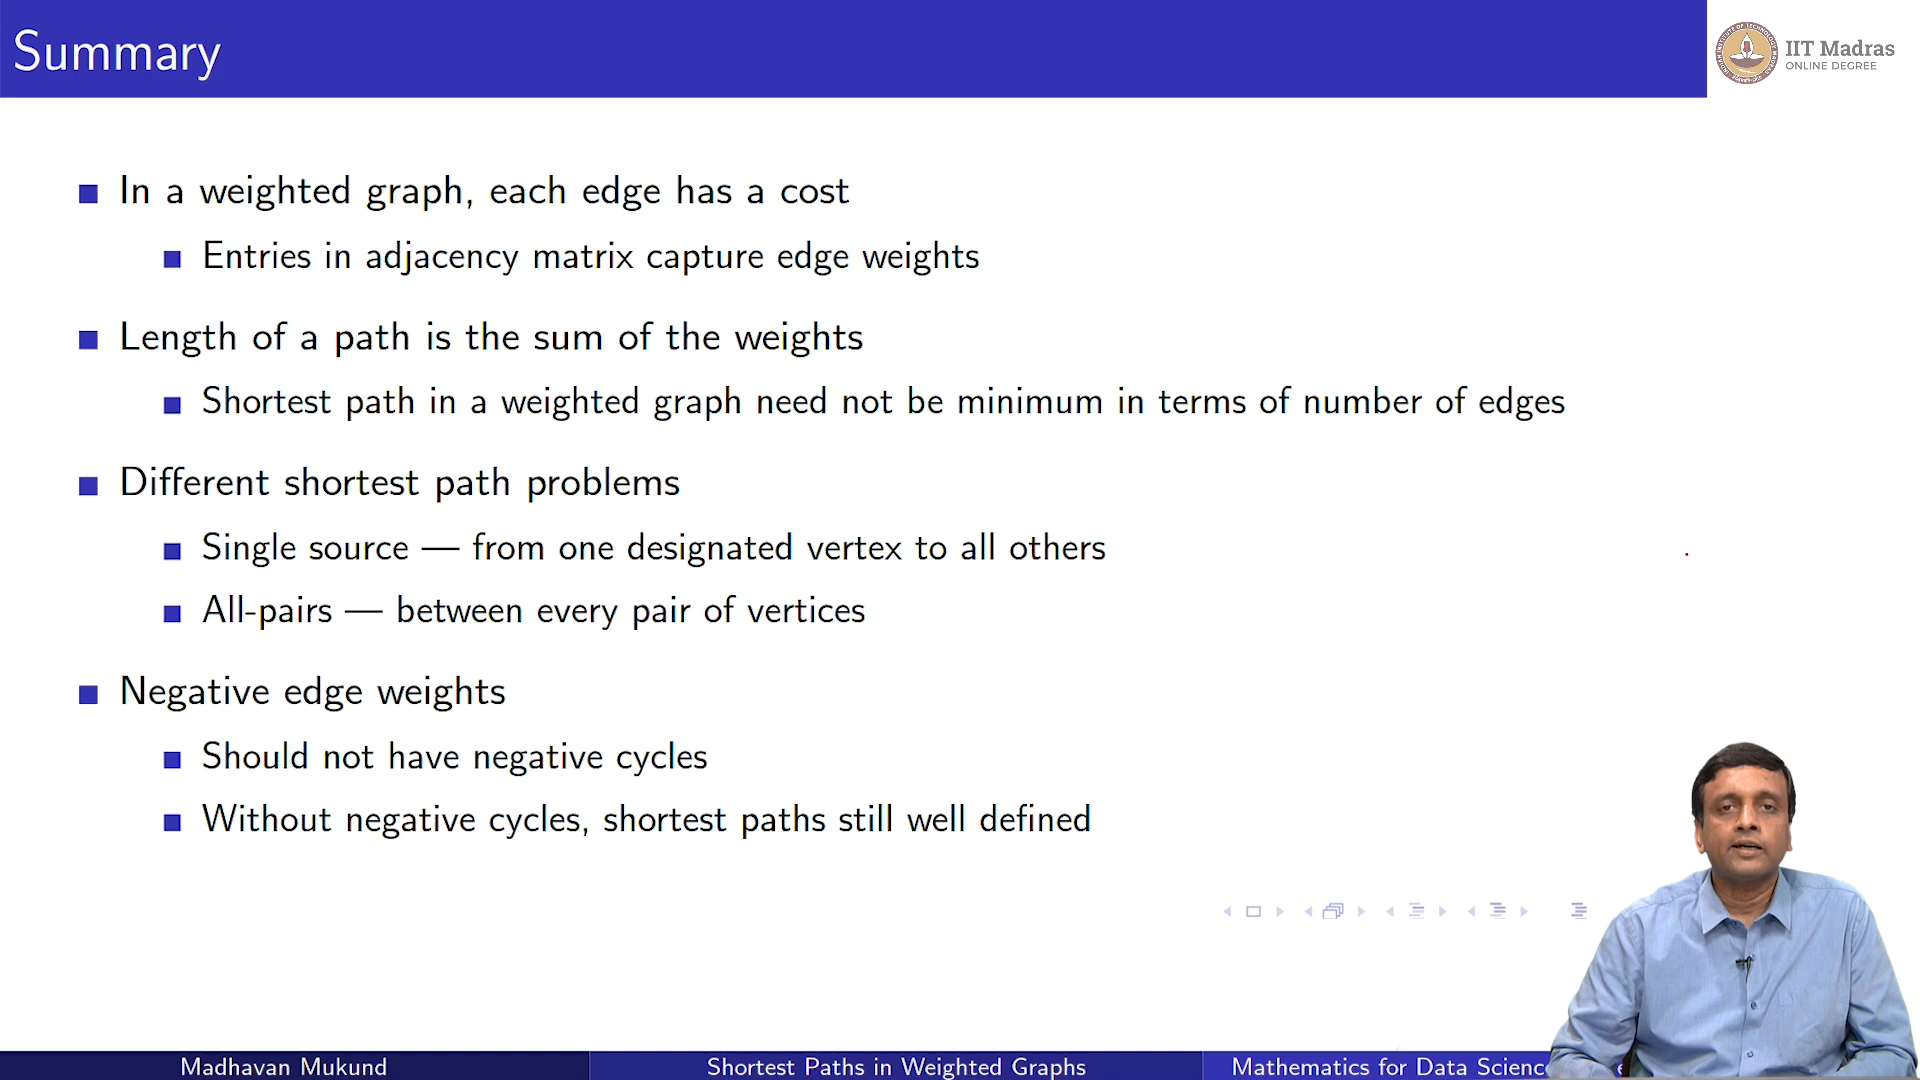 Summary
IIT Madras
ONLINE DEGREE
In a weighted graph, each edge has a cost
Entries in adjacency matrix capture edge weights
Length of a path is the sum of the weights
Shortest path in a weighted graph need not be minimum in terms of number of edges
Different shortest path problems
Single source — from one designated vertex to all others
All-pairs — between every pair of vertices
Negative edge weights
Should not have negative cycles
Without negative cycles, shortest paths still well defined
Madhavan Mukund
Shortest Paths in Weighted Graphs
Mathematics for Data Science